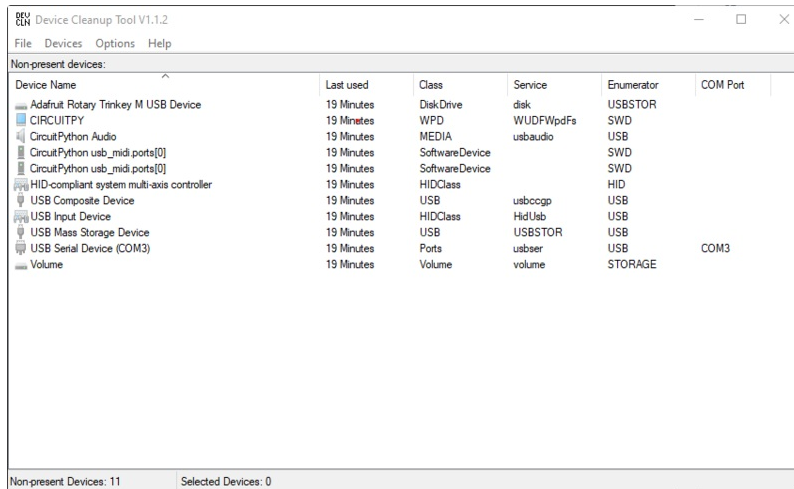 DEV CLN Device Cleanup Tool V1.1.2
File Devices Options Help
Non-present devices:
Device Name Last used Class Service Enumerator COM Port
Adafruit Rotary Trinkey M USB Device 19 Minutes DiskDrive disk USBSTOR
CIRCUITPY 19 Minutes WPD WUDFWpdFs SWD
CircuitPython Audio 19 Minutes MEDIA usbaudio USB
CircuitPython usb_midi.ports[0] 19 Minutes SoftwareDevice SWD
CircuitPython usb_midi.ports[0] 19 Minutes SoftwareDevice SWD
HID-compliant system multi-axis controller 19 Minutes HIDClass HID
USB Composite Device 19 Minutes USB usbccgp USB
USB Input Device 19 Minutes HIDClass HidUsb USB
USB Mass Storage Device 19 Minutes USB USBSTOR USB
USB Serial Device (COM3) 19 Minutes Ports usbser USB COM3
Volume 19 Minutes Volume volume STORAGE
Non-present Devices: 11 Selected Devices: 0